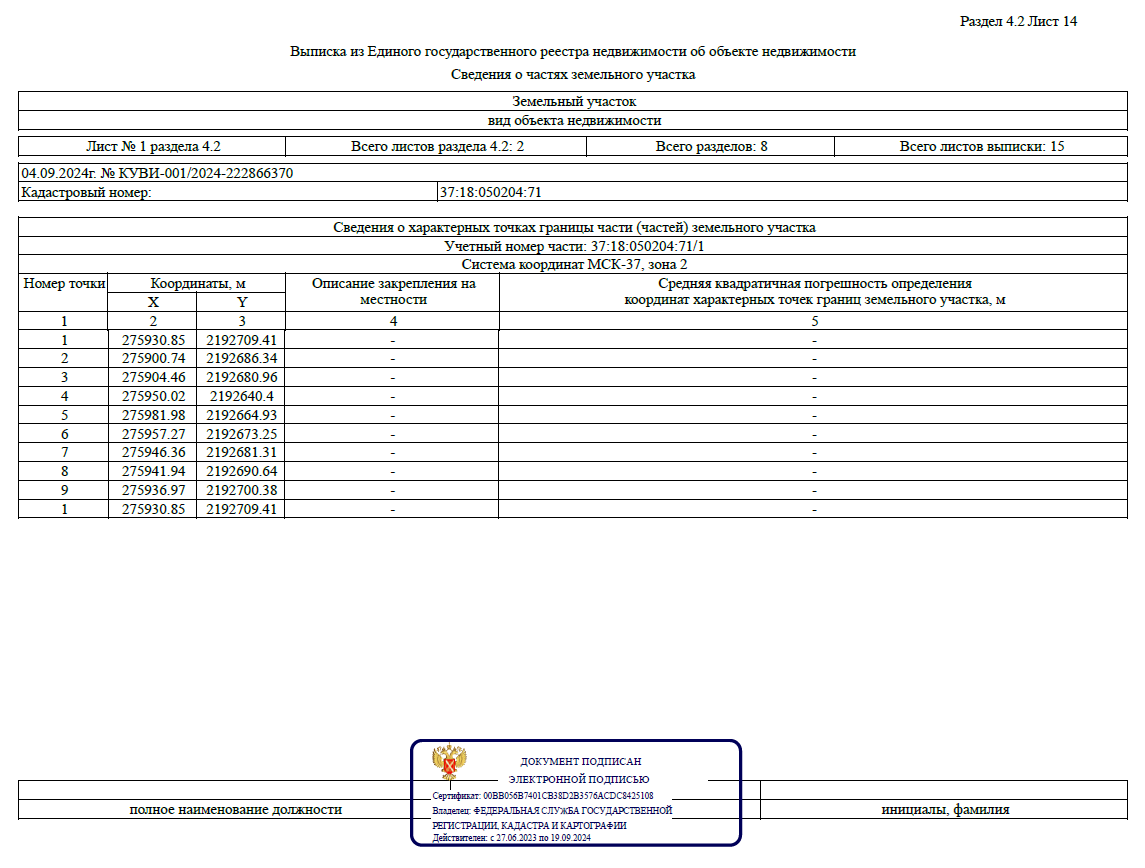 Раздел 4.2 Лист 14
Выписка из Единого государственного реестра недвижимости об объекте недвижимости
Сведения о частях земельного участка
Земельный участок
вид объекта недвижимости
Лист № 1 раздела 4.2 Всего листов раздела 4.2: 2 Всего разделов: 8 Всего листов выписки: 15
04.09.2024г. № КУВИ-001/2024-222866370
Кадастровый номер: 37:18:050204:71
Сведения о характерных точках границы части (частей) земельного участка
Учетный номер части: 37:18:050204:71/1
Система координат МСК-37, зона 2
Номер точки Координаты, м Описание закрепления на местности Средняя квадратичная погрешность определения координат характерных точек границ земельного участка, м
X Y
1 2 3 4 5
1 275930.85 2192709.41 - -
2 275900.74 2192686.34 - -
3 275904.46 2192680.96 - -
4 275950.02 2192640.4 - -
5 275981.98 2192664.93 - -
6 275957.27 2192673.25 - -
7 275946.36 2192681.31 - -
8 275941.94 2192690.64 - -
9 275936.97 2192700.38 - -
1 275930.85 2192709.41 - -
ДОКУМЕНТ ПОДПИСАН
ЭЛЕКТРОННОЙ ПОДПИСЬЮ
Сертификат: 00BB056B7401CB38D2B3576ACDC8425108
Владелец: ФЕДЕРАЛЬНАЯ СЛУЖБА ГОСУДАРСТВЕННОЙ
РЕГИСТРАЦИИ, КАДАСТРА И КАРТОГРАФИИ
Действителен: с 27.06.2023 по 19.09.2024
полное наименование должности инициалы, фамилия